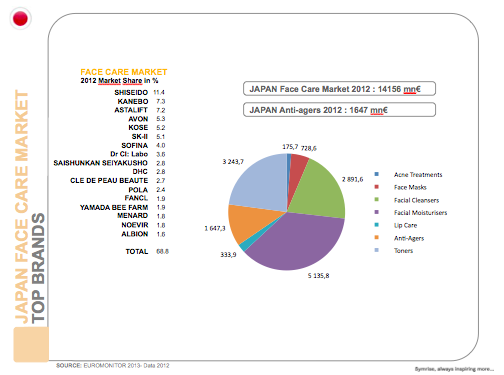 JAPAN FACE CARE MARKET
TOP BRANDS
FACE CARE MARKET
2012 Market Share in %
SHISEIDO 11.4
KANEBO 7.3
ASTALIFT 7.2
AVON 5.3
KOSE 5.2
SK-II 5.1
SOFINA 4.0
Dr CI: Labo 3.6
SAISHUNKAN SEIYAKUSHO 2.8
DHC 2.8
CLE DE PEAU BEAUTE 2.7
POLA 2.4
FANCL 1.9
YAMADA BEE FARM 1.9
MENARD 1.8
NOEVIR 1.8
ALBION 1.6
TOTAL 68.8
JAPAN Face Care Market 2012 : 14156 mn€
JAPAN Anti-agers 2012 : 1647 mn€
175,7
728,6
2 891,6
5 135,8
333,9
1 647,3
3 243,7
Acne Treatments
Face Masks
Facial Cleansers
Facial Moisturisers
Lip Care
Anti-Agers
Toners
SOURCE: EUROMONITOR 2013- Data 2012
Symrise, always inspiring more...